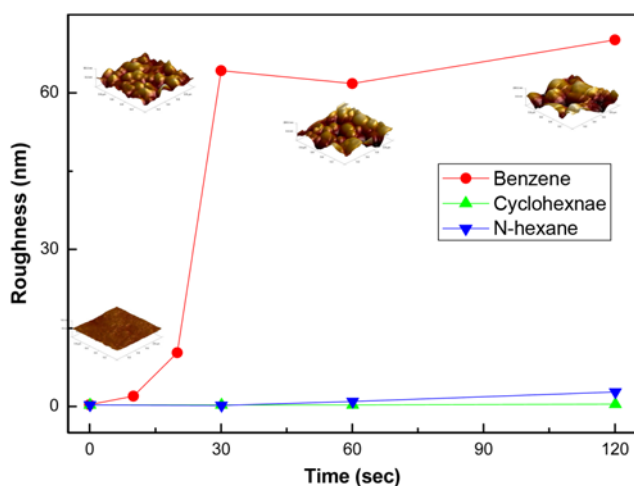 60
30
0
Roughness (nm)
Benzene
Cyclohexnae
N-hexane
0 30 60 90 120
Time (sec)